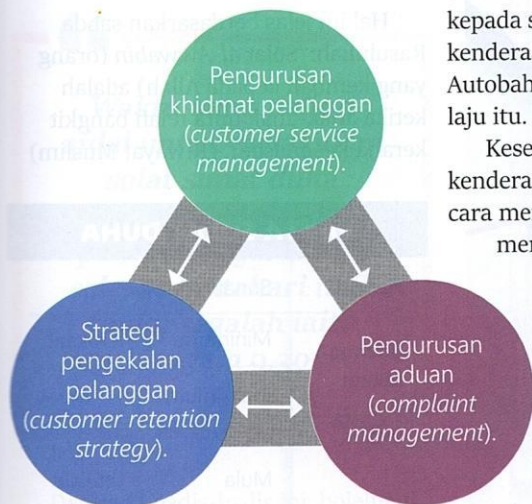 Pengurusan
khidmat pelanggan
(customer service
management).
Strategi
pengekalan
pelanggan
(customer retention
strategy).
Pengurusan
aduan
(complaint
management).
kepada s
kendera
Autobah
laju itu.
Kese
kendera
cara me
mer